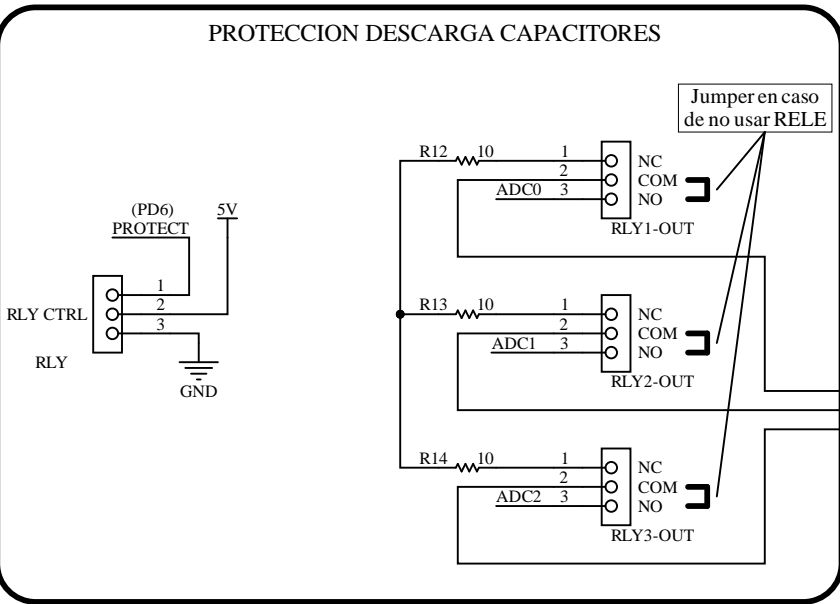 PROTECCION DESCARGA CAPACITORES
Jumper en caso
de no usar RELE
R12 10 1 NC
2 COM
ADC0 3 NO
RLY1-OUT
(PD6)
PROTECT
5V
1
RLY CTRL 2
3
RLY
GND
R13 10 1 NC
2 COM
ADC1 3 NO
RLY2-OUT
R14 10 1 NC
2 COM
ADC2 3 NO
RLY3-OUT